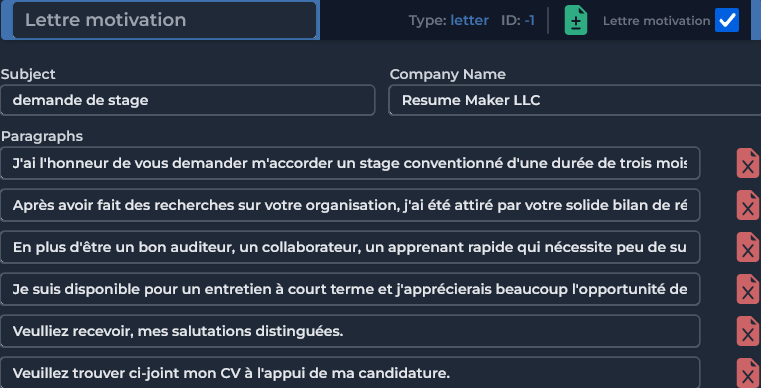 Lettre motivation
Type: letter ID: -1 Lettre motivation
Subject Company Name
demande de stage Resume Maker LLC
Paragraphs
J'ai l'honneur de vous demander m'accorder un stage conventionné d'une durée de trois mois
Après avoir fait des recherches sur votre organisation, j'ai été attiré par votre solide bilan de ré
En plus d'être un bon auditeur, un collaborateur, un apprenant rapide qui nécessite peu de su
Je suis disponible pour un entretien à court terme et j'apprécierais beaucoup l'opportunité de
Veulliez recevoir, mes salutations distinguées.
Veuillez trouver ci-joint mon CV à l'appui de ma candidature.